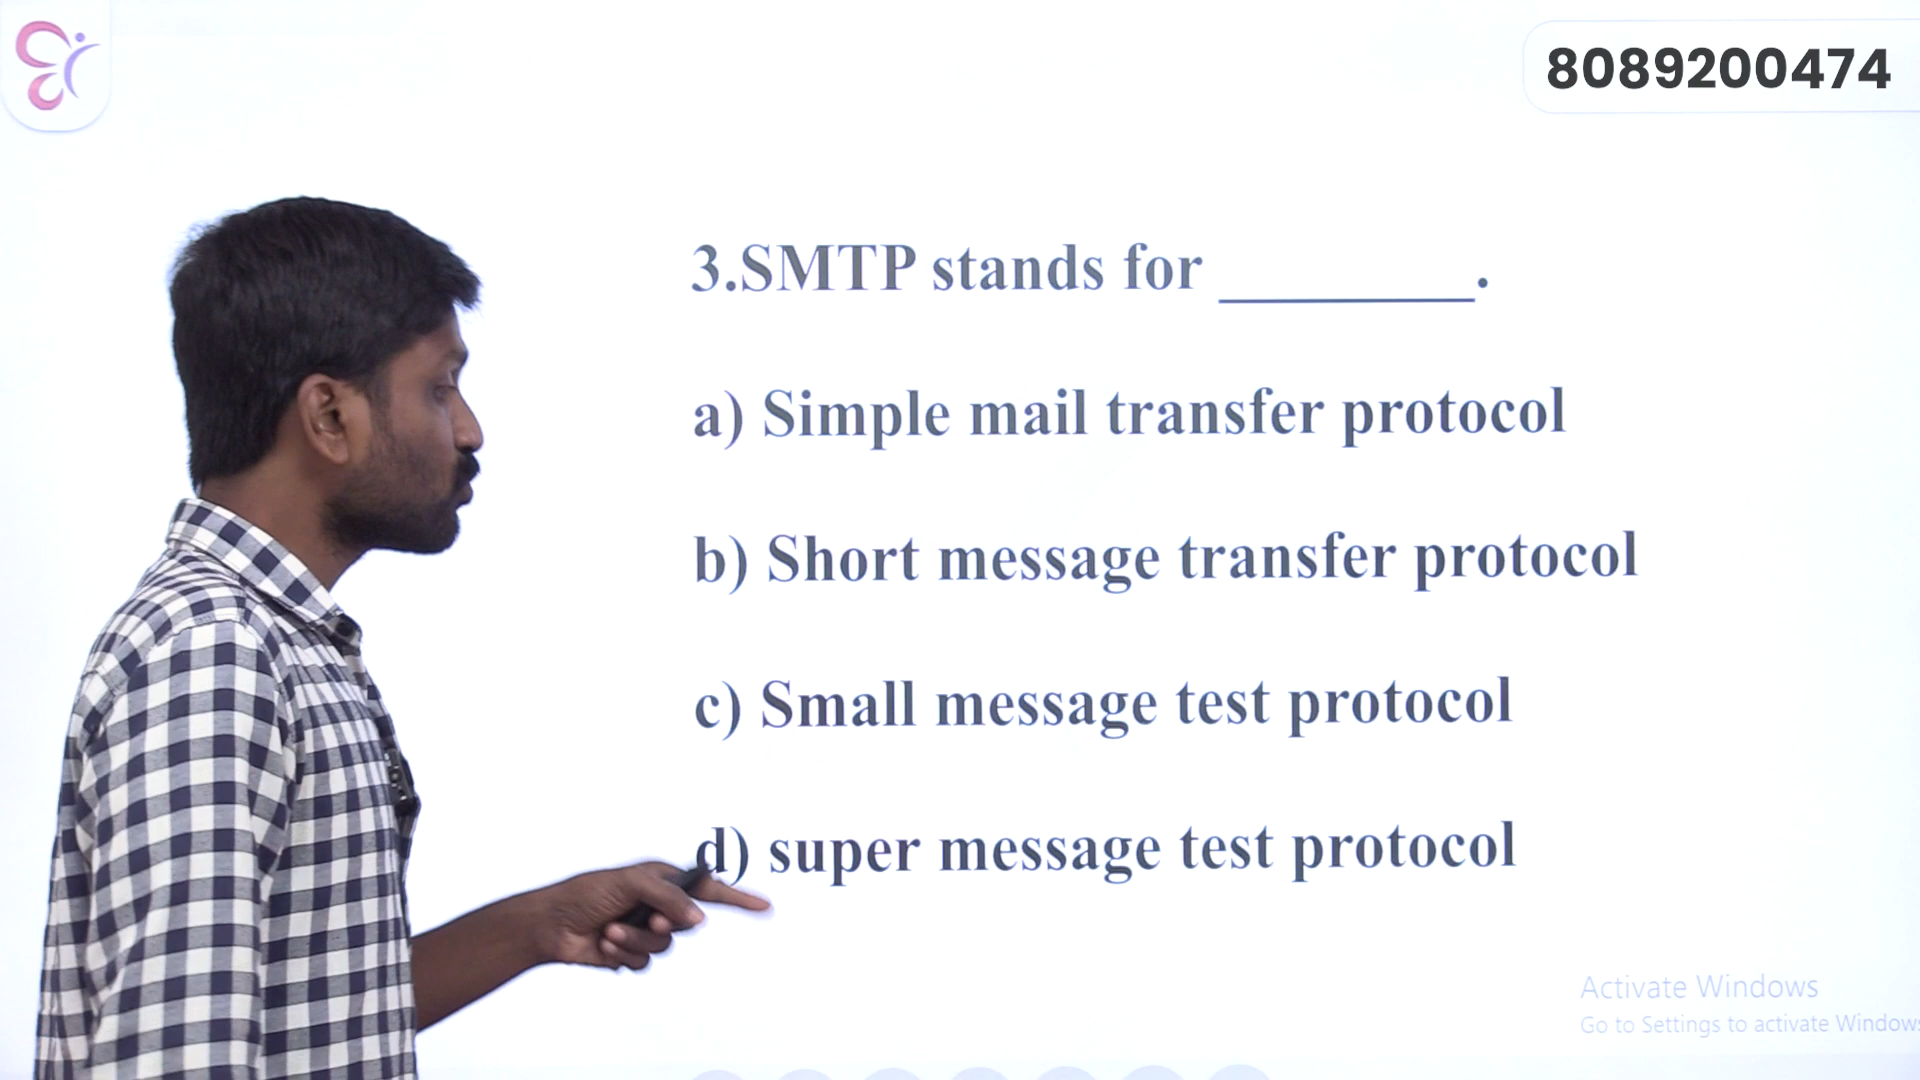 8089200474
3.SMTP stands for ________.
a) Simple mail transfer protocol
b) Short message transfer protocol
c) Small message test protocol
d) super message test protocol
Activate Windows
Go to Settings to activate Windows